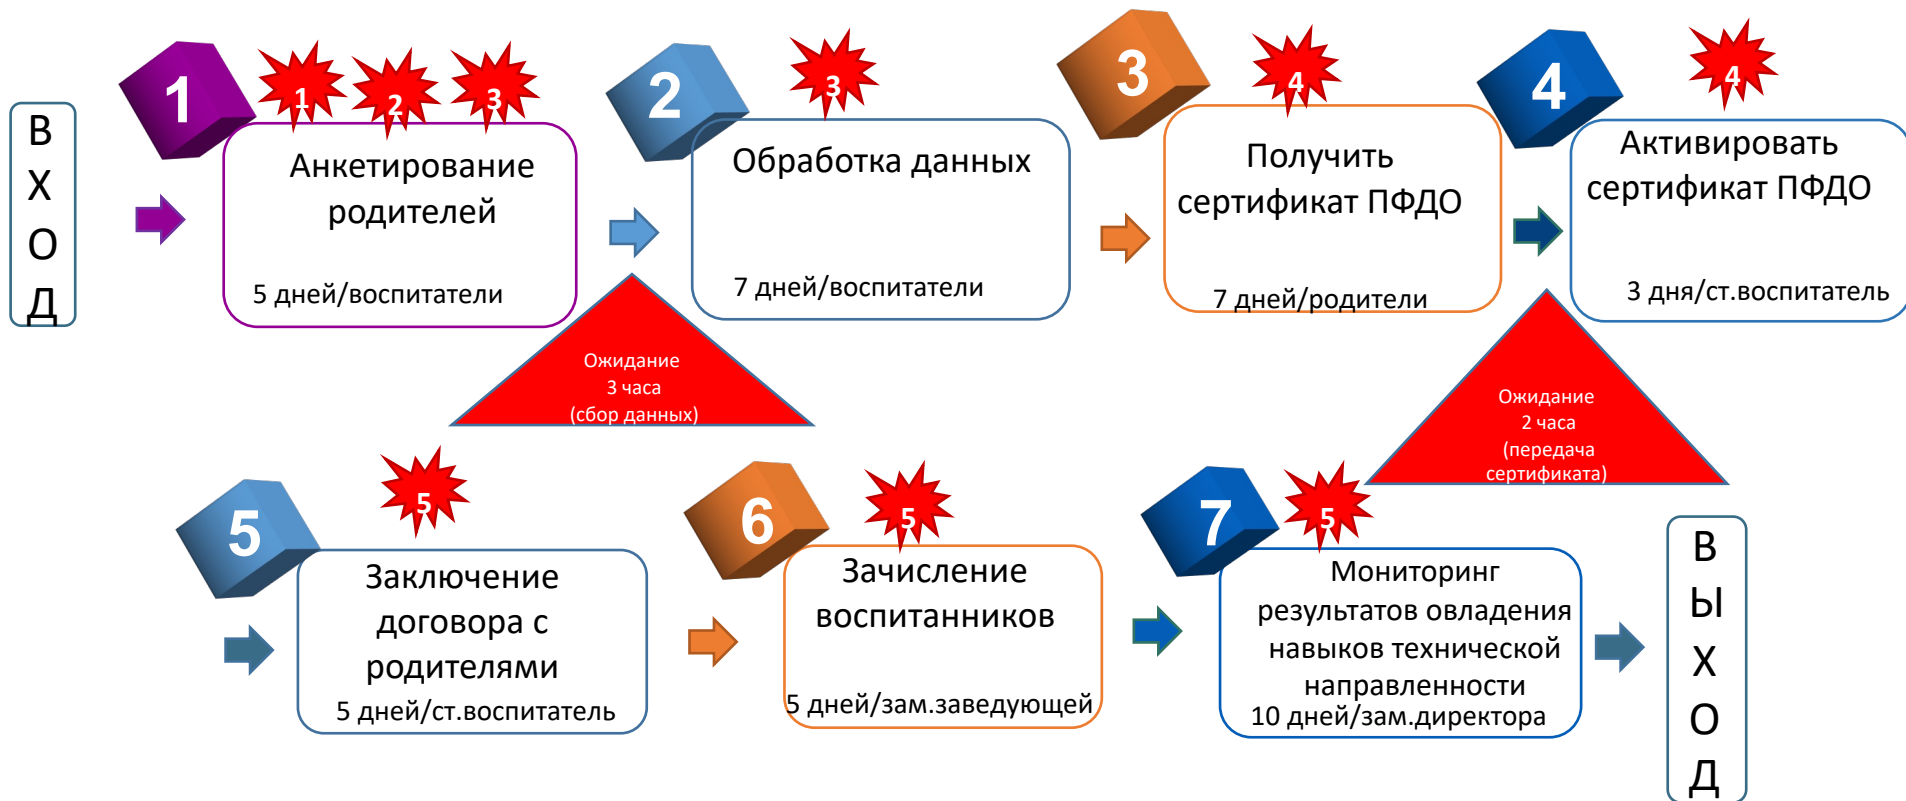 В
Х
О
Д
1
1
2
3
Анкетирование
родителей
5 дней/воспитатели
2
3
Обработка данных
7 дней/воспитатели
3
4
Получить
сертификат ПФДО
7 дней/родители
4
4
Активировать
сертификат ПФДО
3 дня/ст.воспитатель
Ожидание
3 часа
(сбор данных)
Ожидание
2 часа
(передача
сертификата)
5
5
Заключение
договора с
родителями
5 дней/ст.воспитатель
6
5
Зачисление
воспитанников
5 дней/зам.заведующей
7
5
Мониторинг
результатов овладения
навыков технической
направленности
10 дней/зам.директора
В
Ы
Х
О
Д